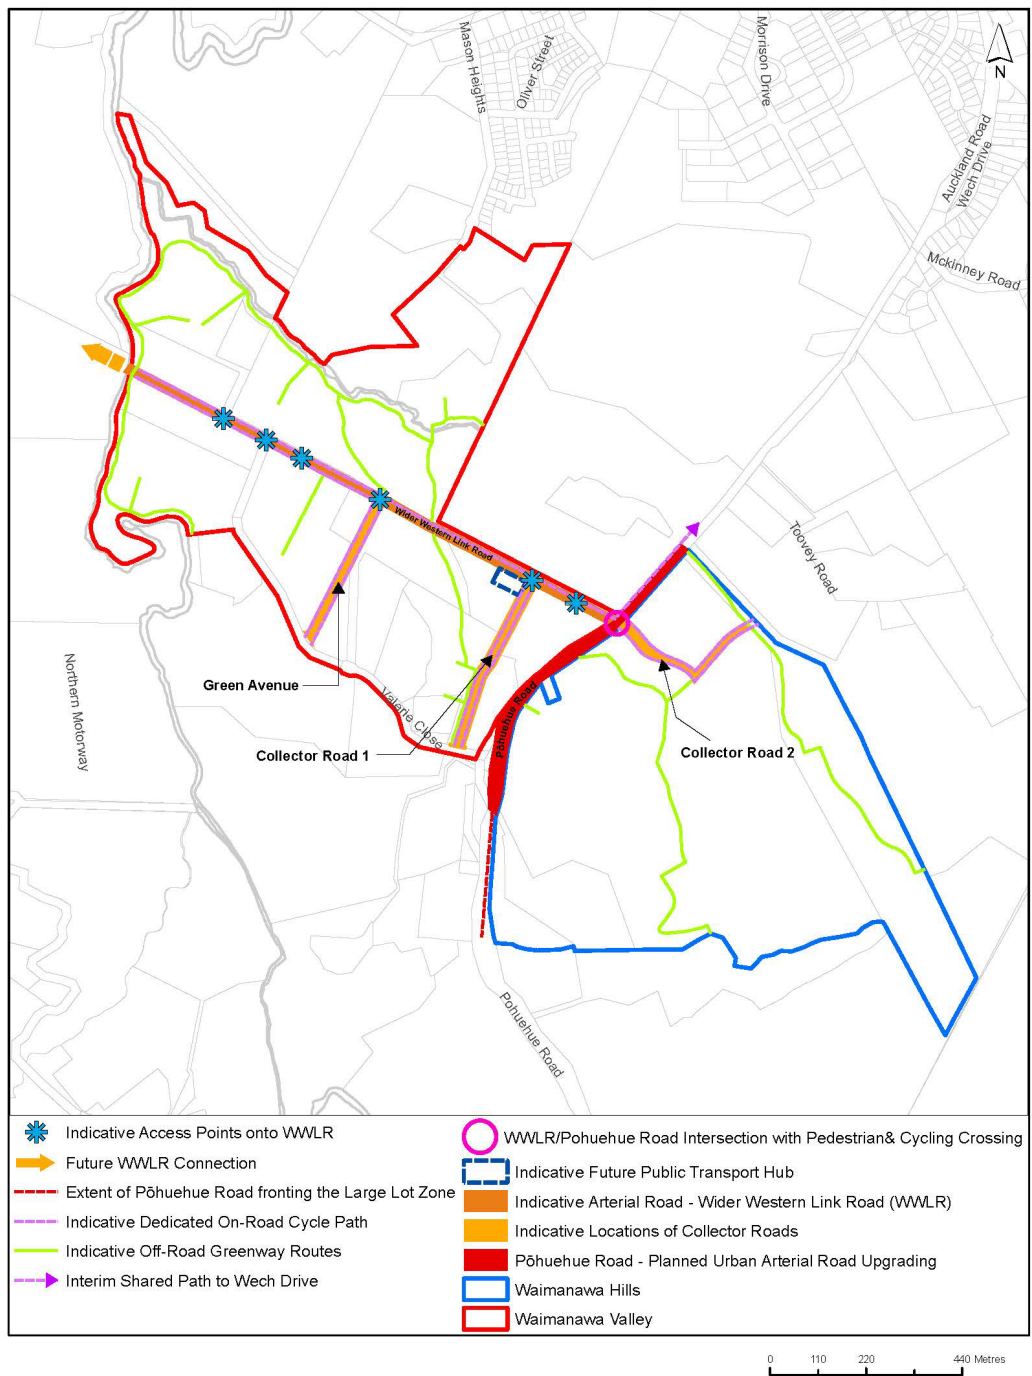 Mason Heights
Oliver Street
Morrison Drive
N
Auckland Road
Wech Drive
Mckinney Road
Wider Western Link Road
Toovey Road
Northern Motorway
Green Avenue
Valerie Close
Collector Road 1
Pōhuehue Road
Collector Road 2
Pohuehue Road
Indicative Access Points onto WWLR
Future WWLR Connection
Extent of Pōhuehue Road fronting the Large Lot Zone
Indicative Dedicated On-Road Cycle Path
Indicative Off-Road Greenway Routes
Interim Shared Path to Wech Drive
WWLR/Pohuehue Road Intersection with Pedestrian& Cycling Crossing
Indicative Future Public Transport Hub
Indicative Arterial Road - Wider Western Link Road (WWLR)
Indicative Locations of Collector Roads
Pōhuehue Road - Planned Urban Arterial Road Upgrading
Waimanawa Hills
Waimanawa Valley
0 110 220 440 Metres